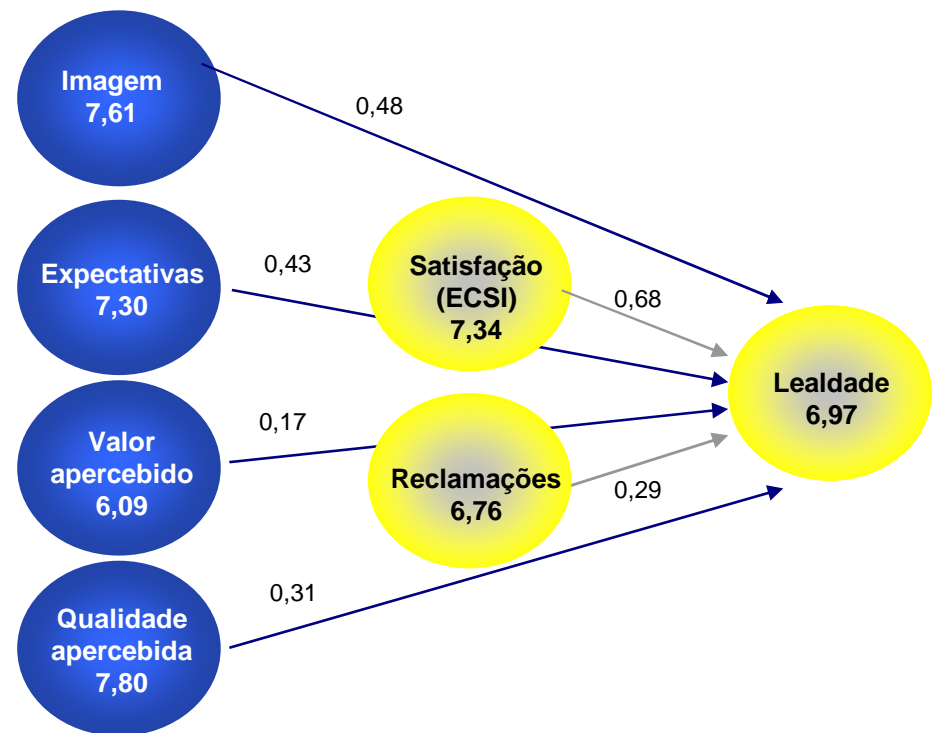 Imagem
7,61
0,48
Expectativas
7,30
0,43
Satisfação
(ECSI)
7,34
0,68
Lealdade
6,97
Valor
apercebido
6,09
0,17
Reclamações
6,76
0,29
Qualidade
apercebida
7,80
0,31